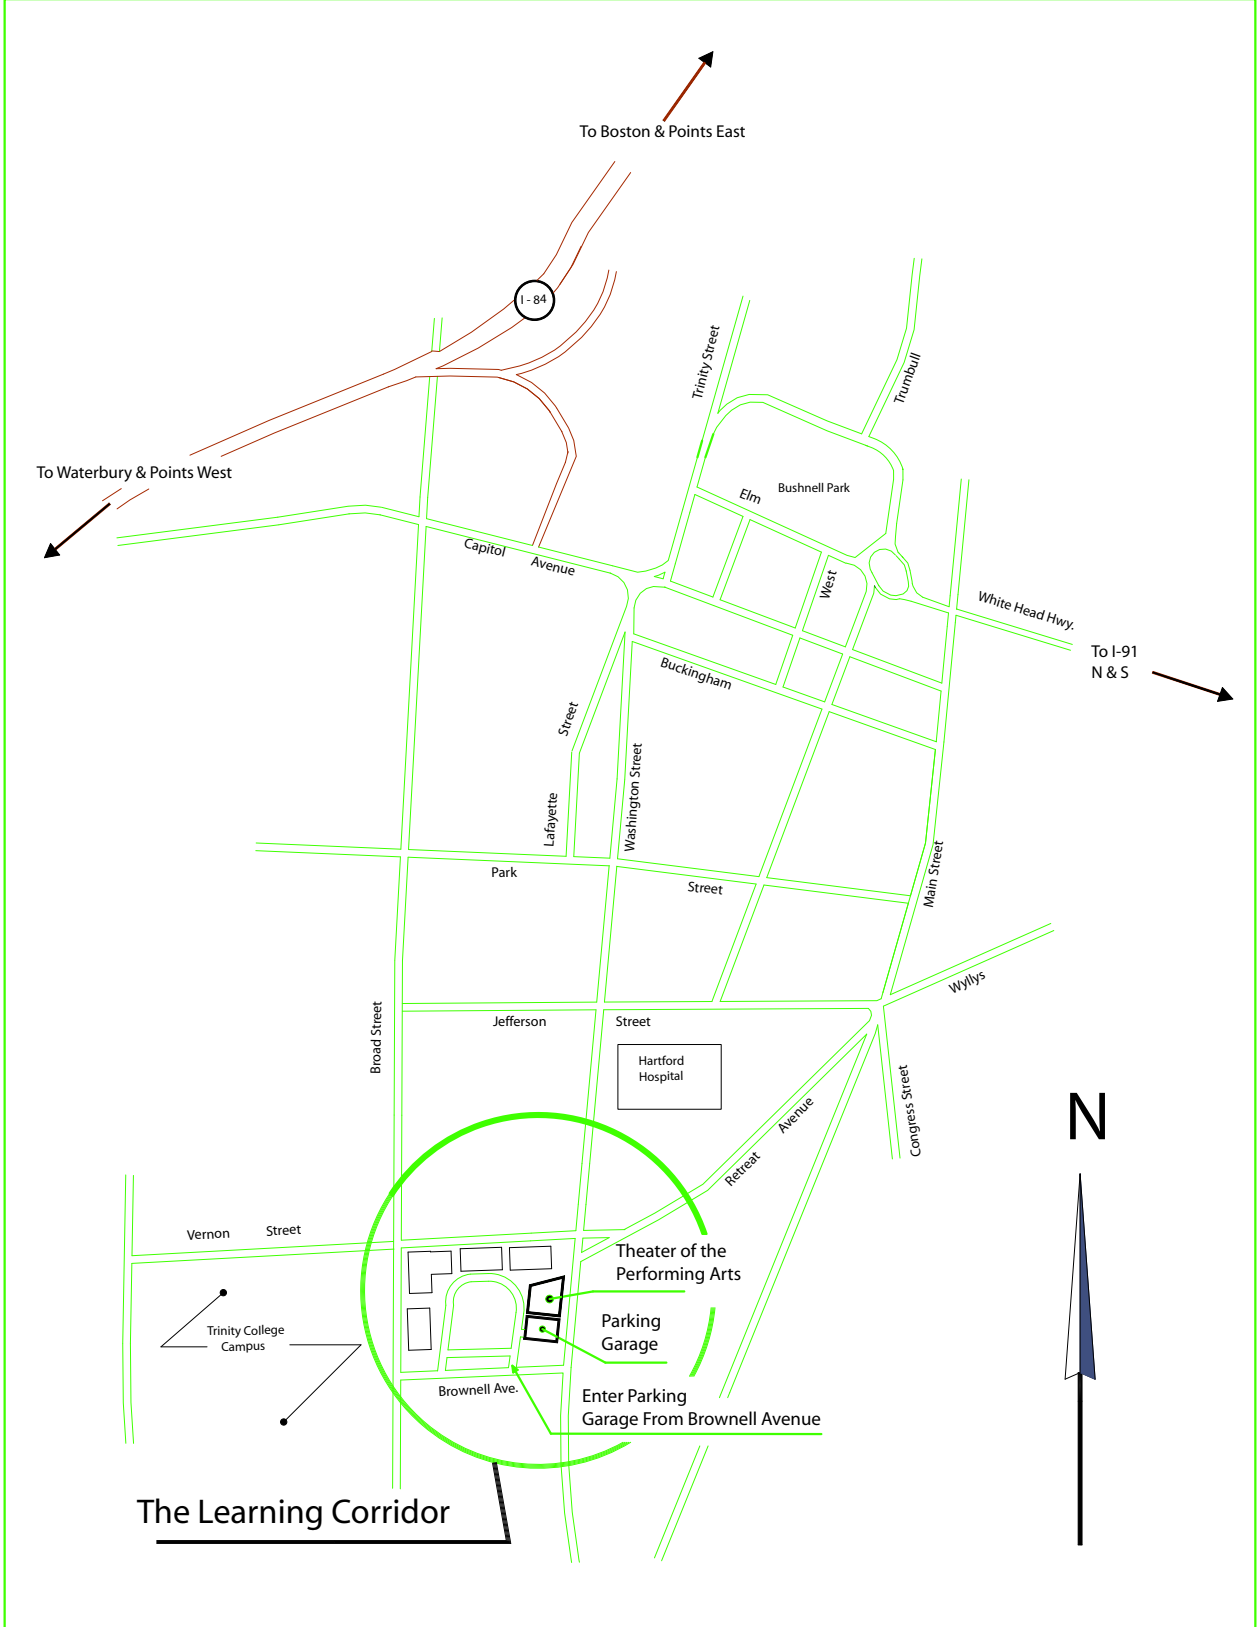 To Boston & Points East
I - 84
Trinity Street
Trumbull
To Waterbury & Points West
Elm
Bushnell Park
Capitol
Avenue
West
White Head Hwy.
To I-91
N & S
Buckingham
Street
Lafayette
Washington Street
Main Street
Park
Street
Wyllys
Broad Street
Jefferson
Street
Hartford
Hospital
Congress Street
Avenue
Retreat
N
Vernon
Street
Theater of the
Performing Arts
Trinity College
Campus
Parking
Garage
Brownell Ave.
Enter Parking
Garage From Brownell Avenue
The Learning Corridor